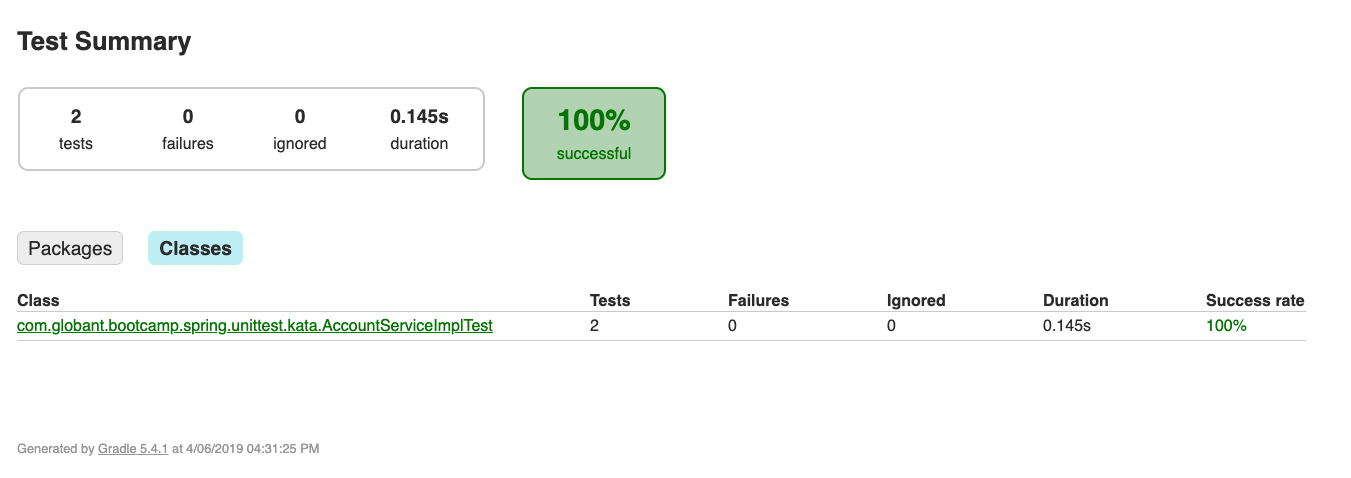 Test Summary
2 0 0 0.145s
tests failures ignored duration
100%
successful
Packages Classes
Class Tests Failures Ignored Duration Success rate
com.globant.bootcamp.spring.unittest.kata.AccountServiceImplTest 2 0 0 0.145s 100%
Generated by Gradle 5.4.1 at 4/06/2019 04:31:25 PM